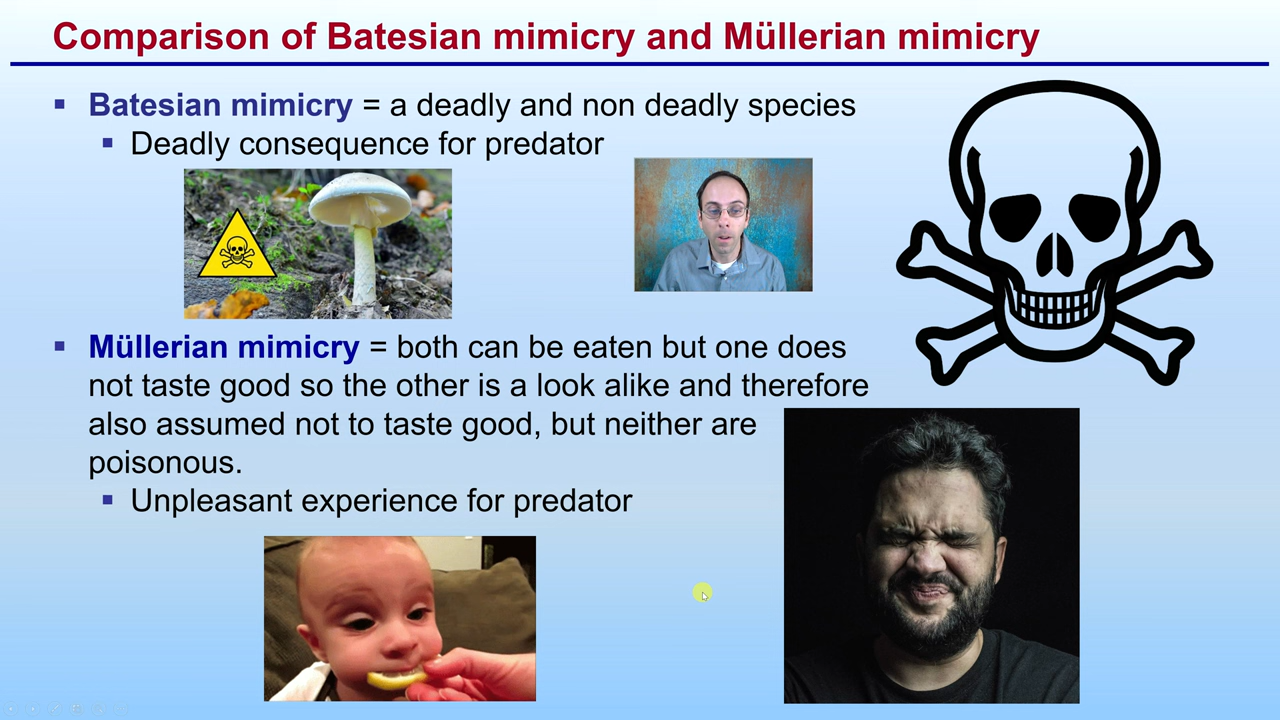 Comparison of Batesian mimicry and Müllerian mimicry
▪ Batesian mimicry = a deadly and non deadly species
▪ Deadly consequence for predator
▪ Müllerian mimicry = both can be eaten but one does
not taste good so the other is a look alike and therefore
also assumed not to taste good, but neither are
poisonous.
▪ Unpleasant experience for predator